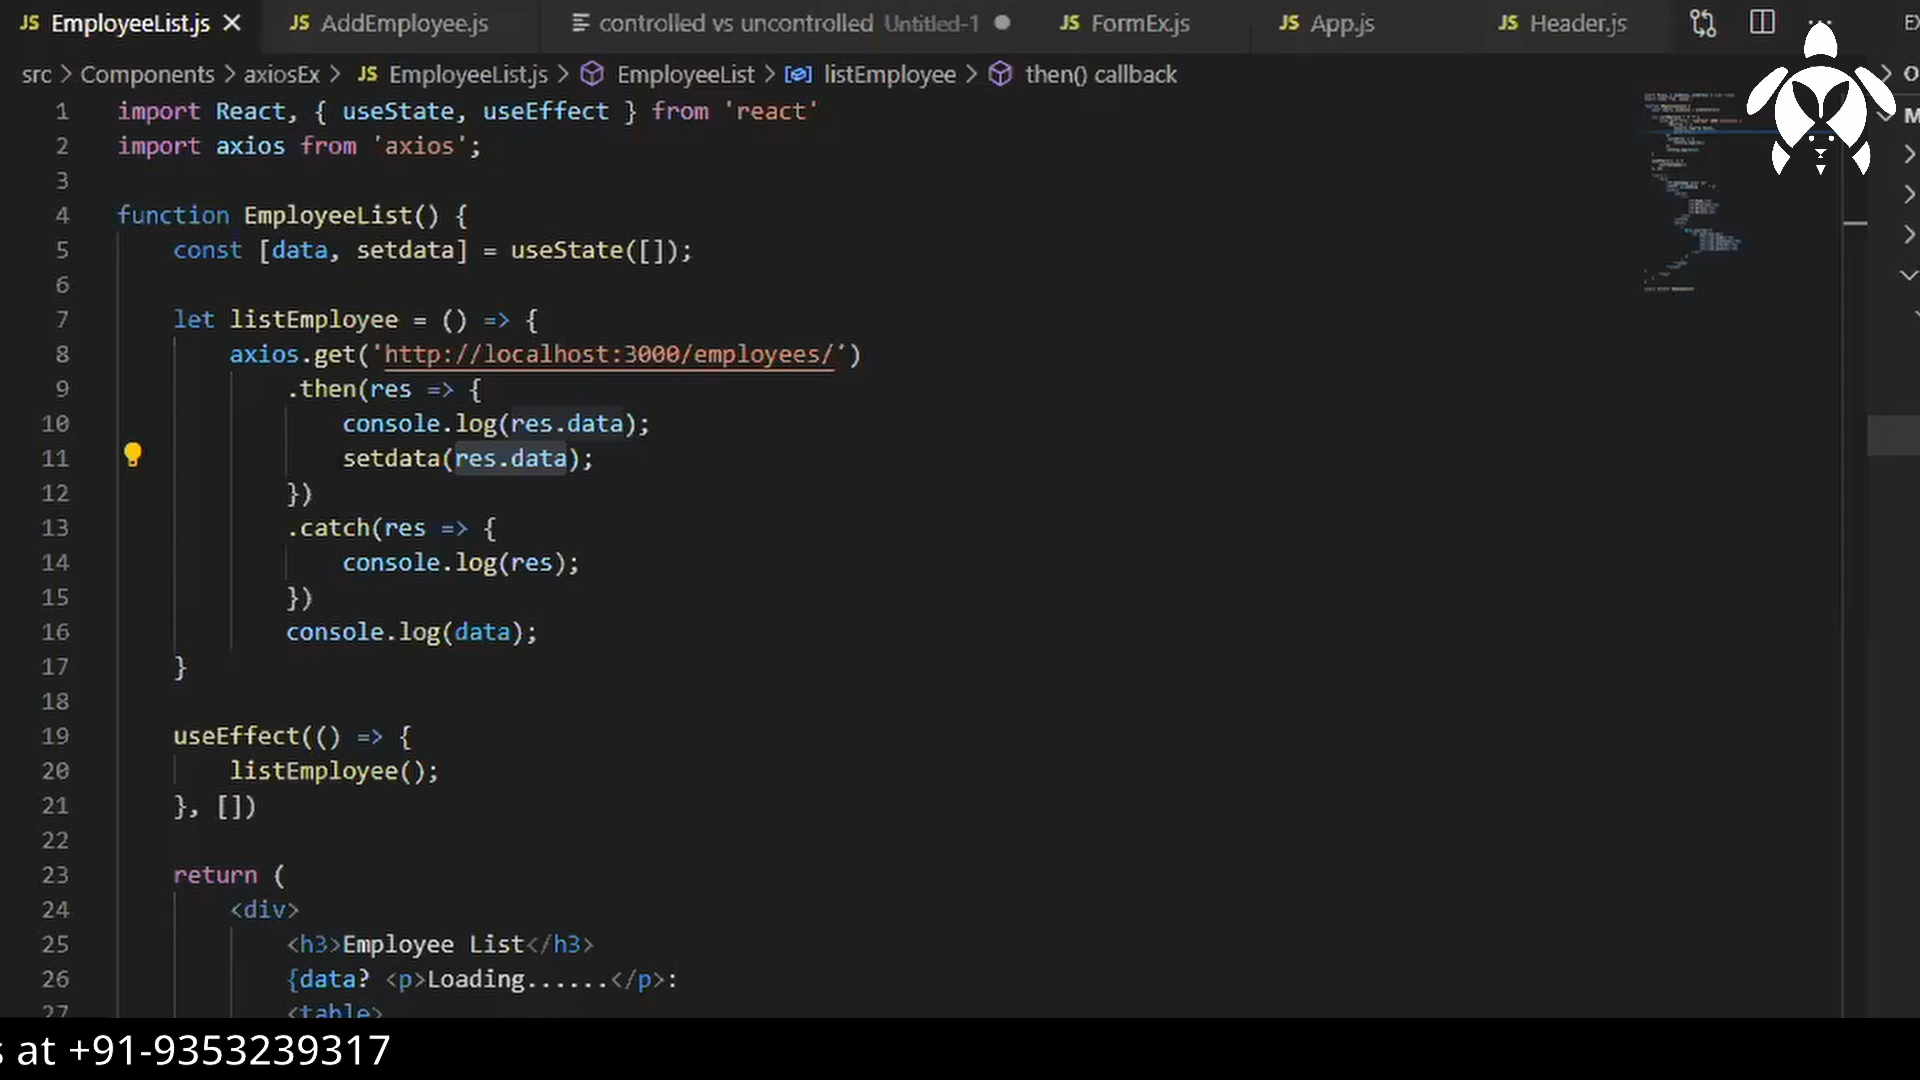 JS EmployeeList.js × JS AddEmployee.js controlled vs uncontrolled Untitled-1 ● JS FormEx.js JS App.js JS Header.js
src > Components > axiosEx > JS EmployeeList.js > EmployeeList > listEmployee > then() callback
1 import React, { useState, useEffect } from 'react'
2 import axios from 'axios';
3
4 function EmployeeList() {
5 const [data, setdata] = useState([]);
6
7 let listEmployee = () => {
8 axios.get('http://localhost:3000/employees/')
9 .then(res => {
10 console.log(res.data);
11 setdata(res.data);
12 })
13 .catch(res => {
14 console.log(res);
15 })
16 console.log(data);
17 }
18
19 useEffect(() => {
20 listEmployee();
21 }, [])
22
23 return (
24 <div>
25 <h3>Employee List</h3>
26 {data? <p>Loading......</p>:
27 <table>
at +91-9353239317